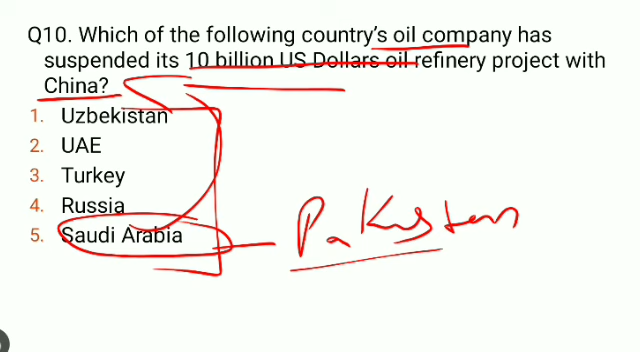 Q10. Which of the following country's oil company has
suspended its 10 billion US Dollars oil refinery project with
China?
1. Uzbekistan
2. UAE
3. Turkey
4. Russia
5. Saudi Arabia
Pakistan